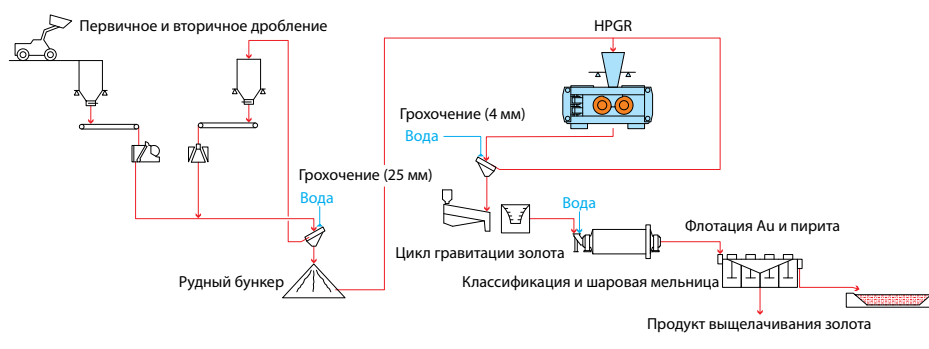 Первичное и вторичное дробление
HPGR
Грохочение (4 мм)
Вода
Грохочение (25 мм)
Вода
Вода
Флотация Au и пирита
Цикл гравитации золота
Рудный бункер
Классификация и шаровая мельница
Продукт выщелачивания золота